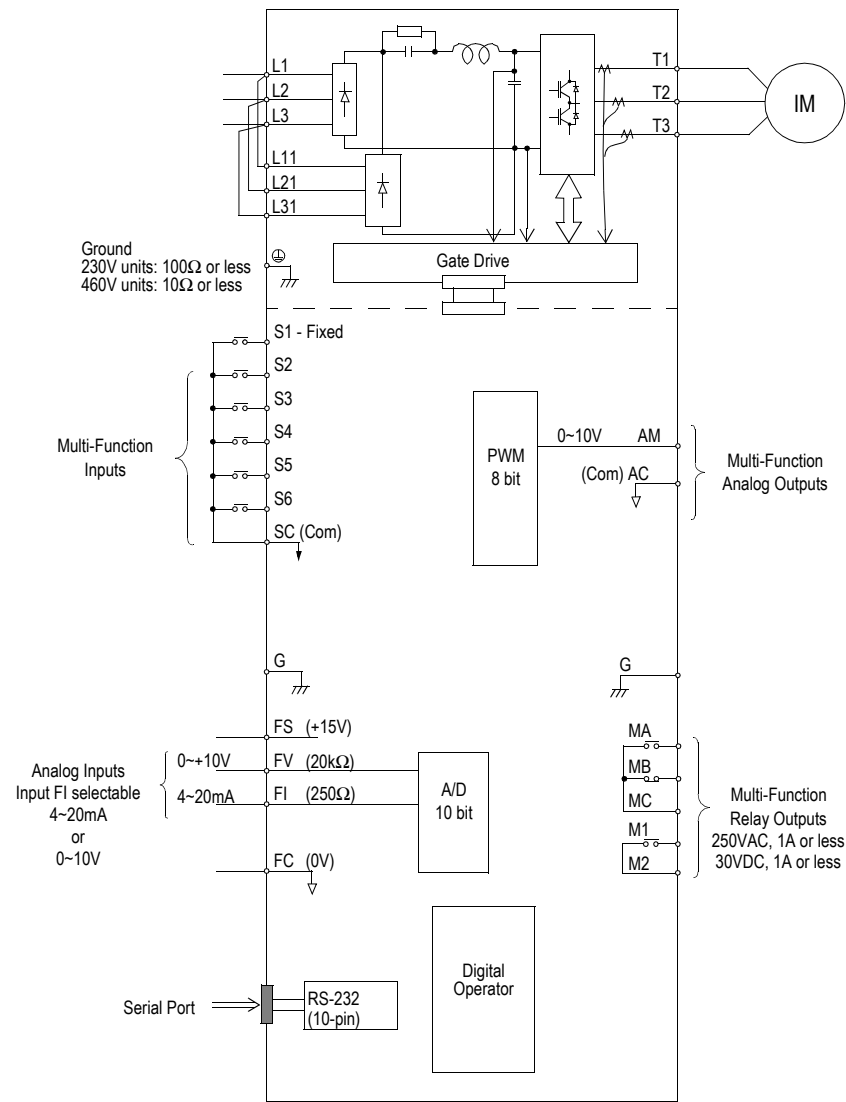 L1
L2
L3
L11
L21
L31
T1
T2
T3
IM
Ground
230V units: 100Ω or less
460V units: 10Ω or less
Gate Drive
S1 - Fixed
S2
S3
S4
S5
S6
SC (Com)
Multi-Function
Inputs
PWM
8 bit
0~10V AM
(Com) AC
Multi-Function
Analog Outputs
G
G
FS (+15V)
0~+10V FV (20kΩ)
4~20mA FI (250Ω)
FC (0V)
Analog Inputs
Input FI selectable
4~20mA
or
0~10V
A/D
10 bit
MA
MB
MC
M1
M2
Multi-Function
Relay Outputs
250VAC, 1A or less
30VDC, 1A or less
Digital
Operator
Serial Port
RS-232
(10-pin)